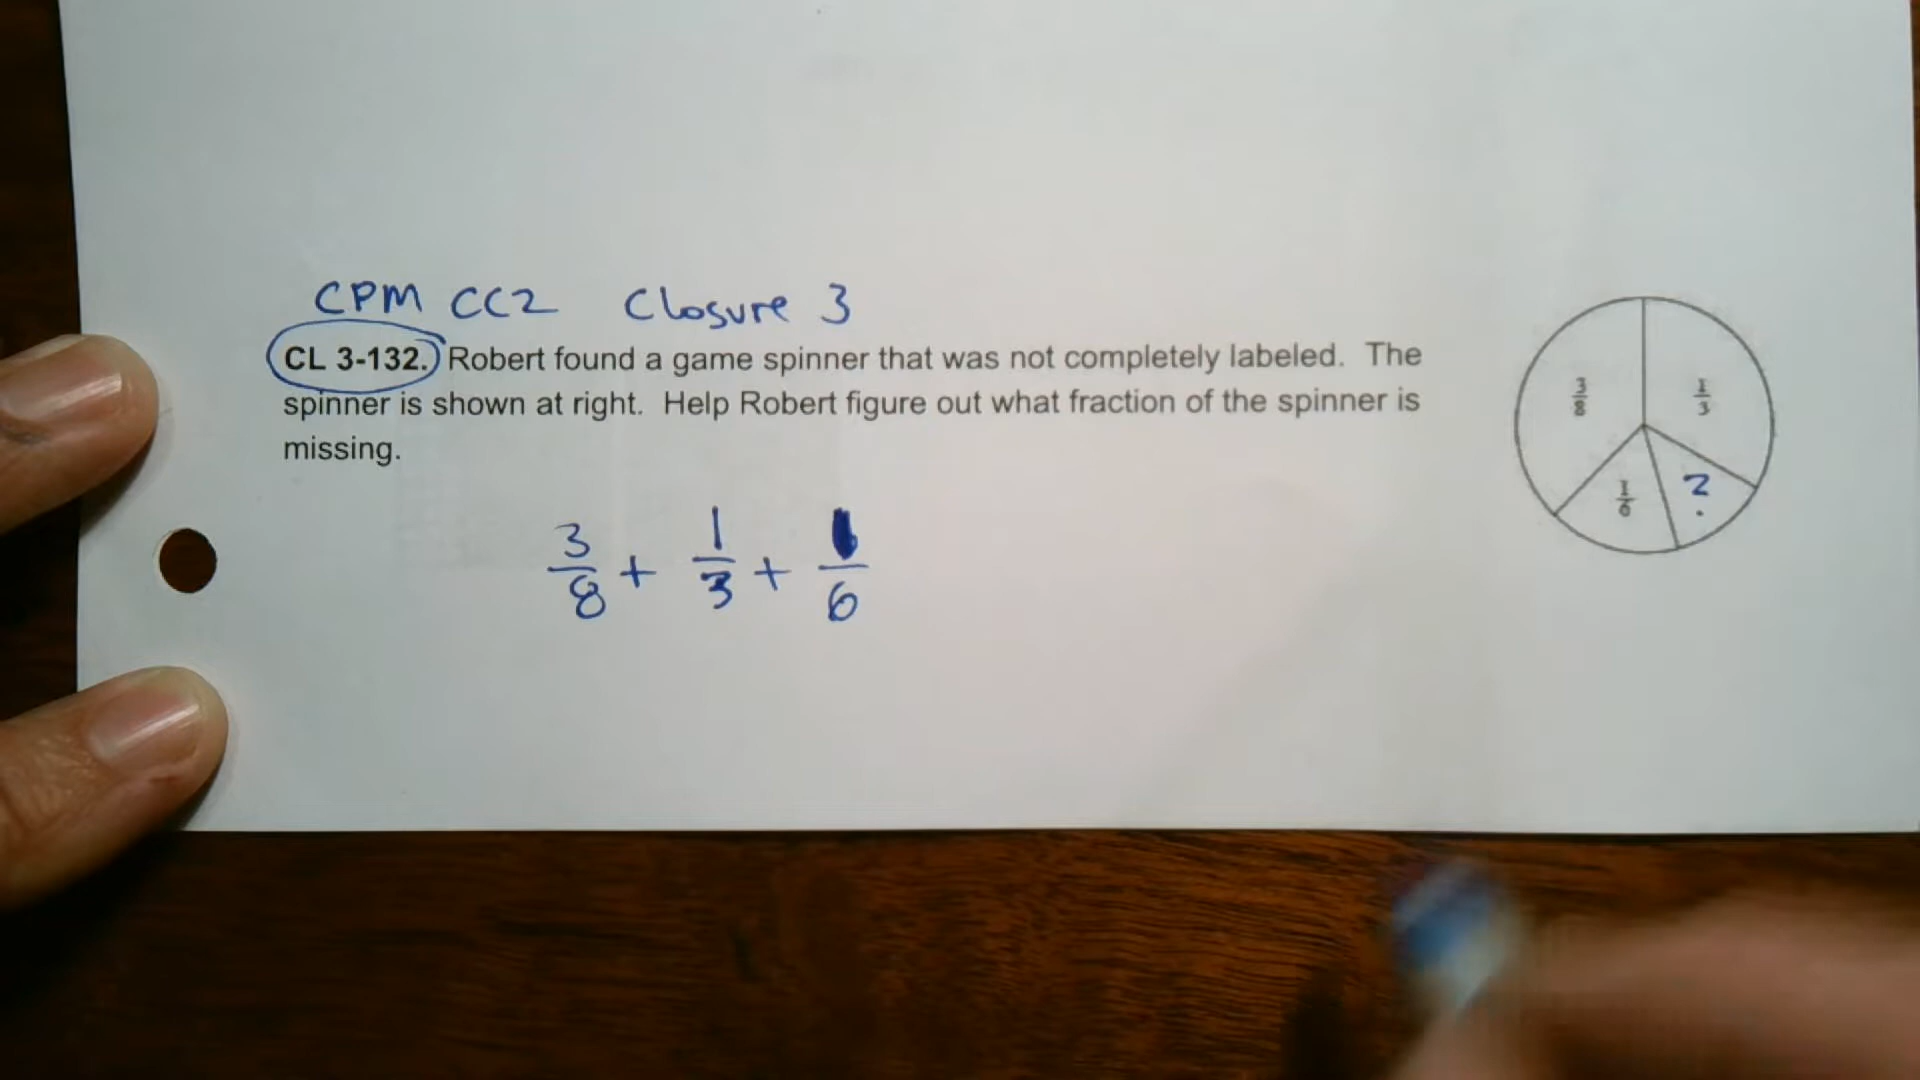 CPM CC2 Closure 3
CL 3-132. Robert found a game spinner that was not completely labeled. The
spinner is shown at right. Help Robert figure out what fraction of the spinner is
missing.
3/8 + 1/3 + 1/6
3/8
1/3
1/6
?